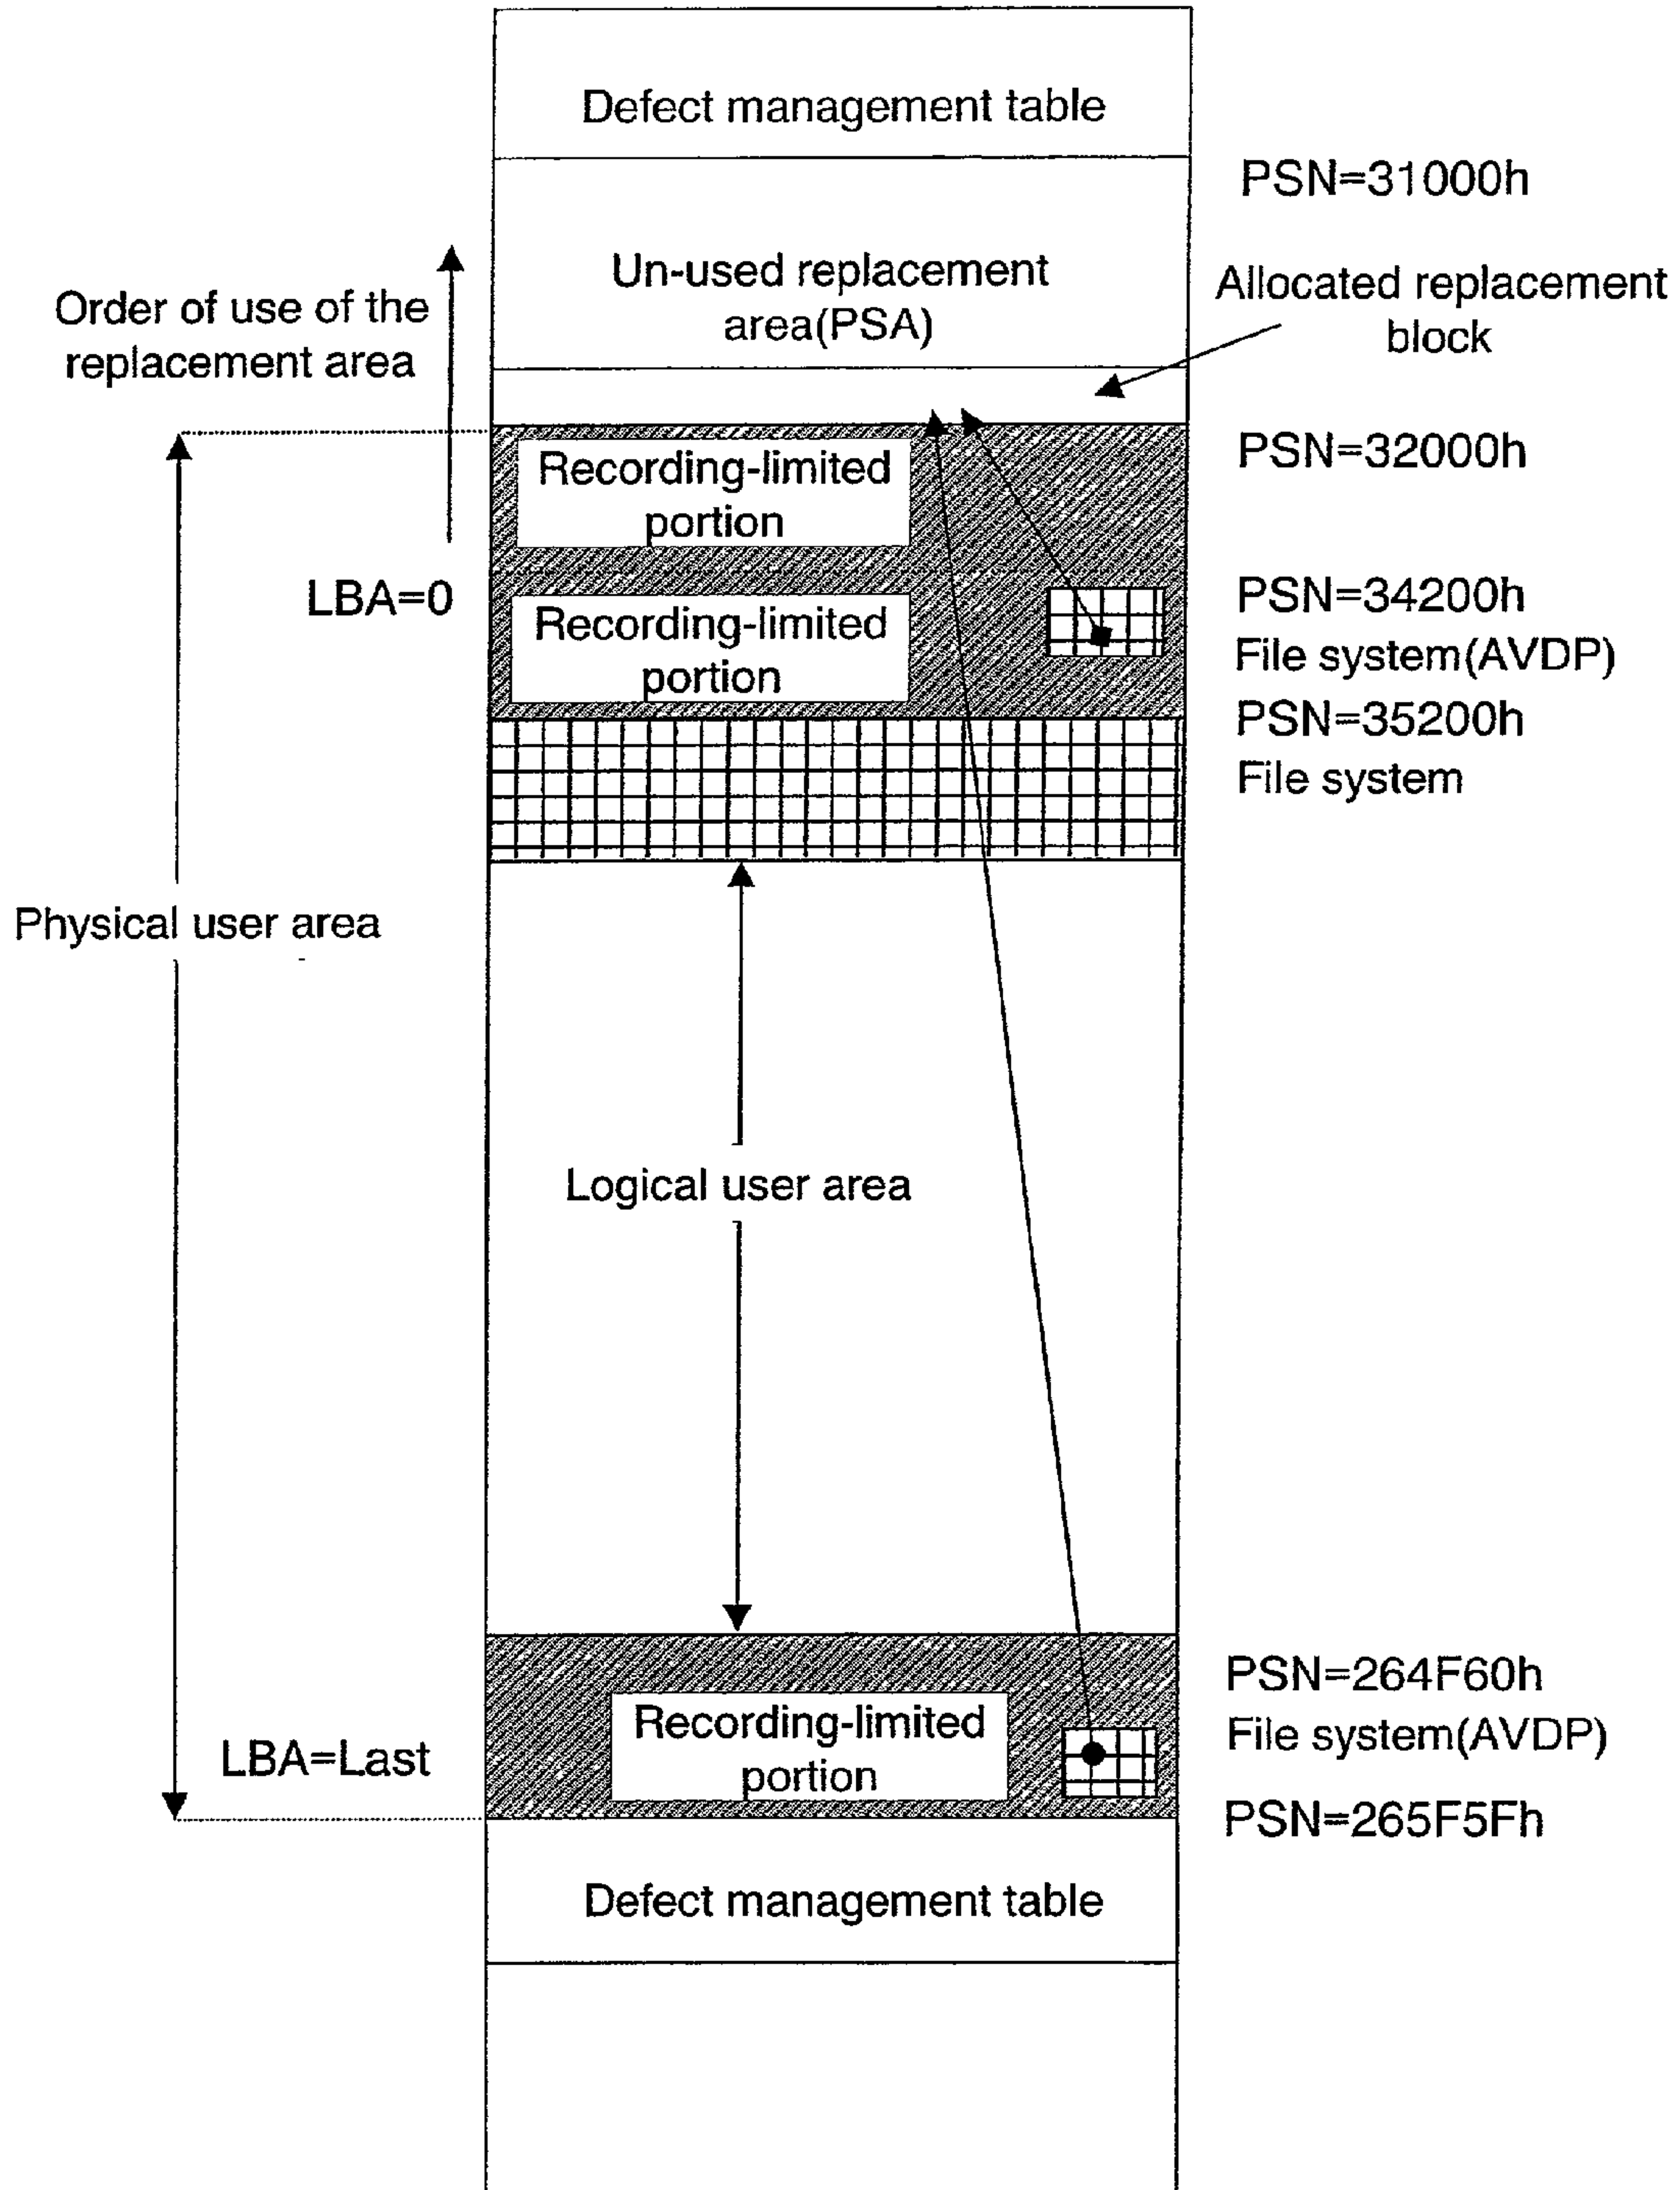 Defect management table
PSN=31000h
Un-used replacement
area(PSA)
Allocated replacement
block
Order of use of the
replacement area
PSN=32000h
Recording-limited
portion
LBA=0
PSN=34200h
File system(AVDP)
Recording-limited
portion
PSN=35200h
File system
Physical user area
Logical user area
PSN=264F60h
File system(AVDP)
Recording-limited
portion
LBA=Last
PSN=265F5Fh
Defect management table